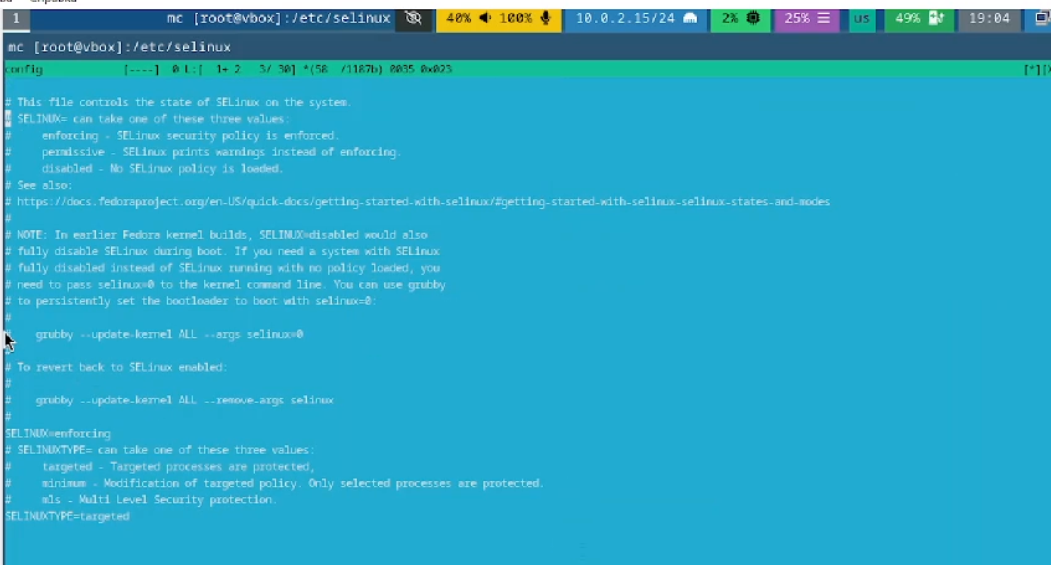 1 mc [root@vbox]:/etc/selinux 40% 100% 10.0.2.15/24 2% 25% us 49% 19:04
mc [root@vbox]:/etc/selinux
config [----] 0 L:[ 1+ 2 3/ 30] *(58 /1187b) 0035 0x023 [*][X
# This file controls the state of SELinux on the system.
# SELINUX= can take one of these three values:
# enforcing - SELinux security policy is enforced.
# permissive - SELinux prints warnings instead of enforcing.
# disabled - No SELinux policy is loaded.
# See also:
# https://docs.fedoraproject.org/en-US/quick-docs/getting-started-with-selinux/#getting-started-with-selinux-selinux-states-and-modes
#
# NOTE: In earlier Fedora kernel builds, SELINUX=disabled would also
# fully disable SELinux during boot. If you need a system with SELinux
# fully disabled instead of SELinux running with no policy loaded, you
# need to pass selinux=0 to the kernel command line. You can use grubby
# to persistently set the bootloader to boot with selinux=0:
#
# grubby --update-kernel ALL --args selinux=0
#
# To revert back to SELinux enabled:
#
# grubby --update-kernel ALL --remove-args selinux
#
SELINUX=enforcing
# SELINUXTYPE= can take one of these three values:
# targeted - Targeted processes are protected,
# minimum - Modification of targeted policy. Only selected processes are protected.
# mls - Multi Level Security protection.
SELINUXTYPE=targeted